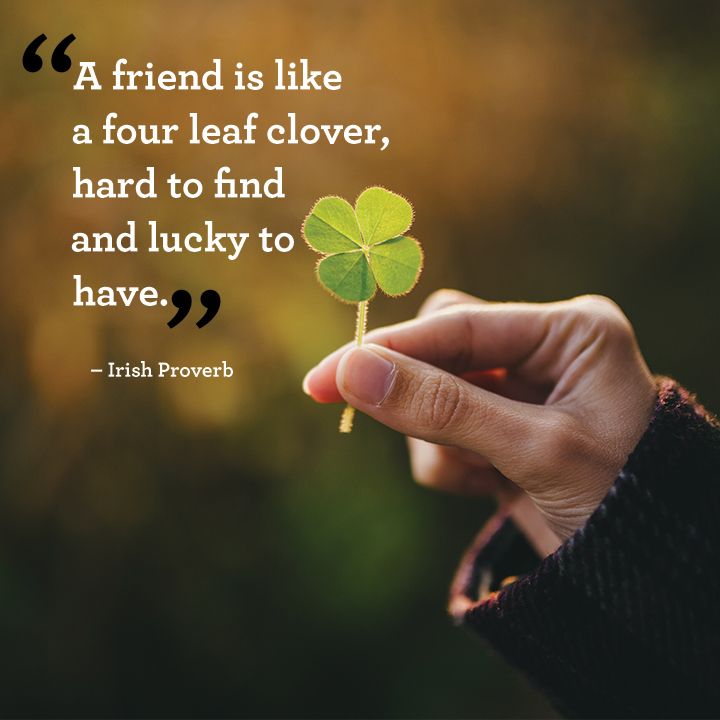 “A friend is like
a four leaf clover,
hard to find
and lucky to
have.”
– Irish Proverb